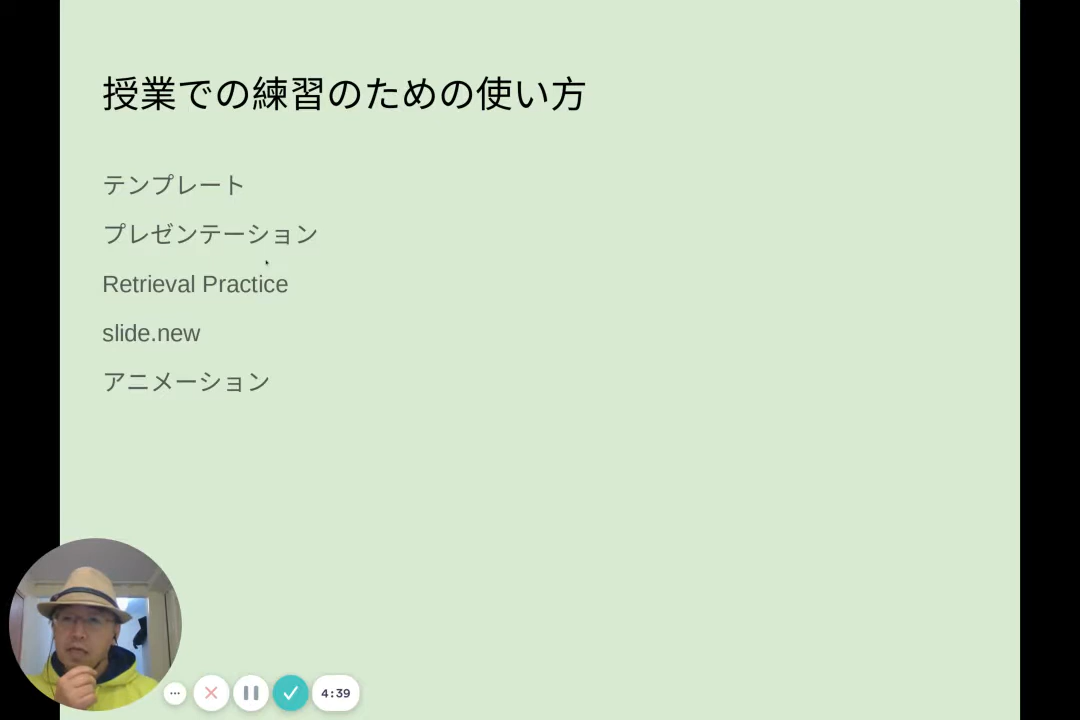 授業での練習のための使い方
テンプレート
プレゼンテーション
Retrieval Practice
slide.new
アニメーション
4:39